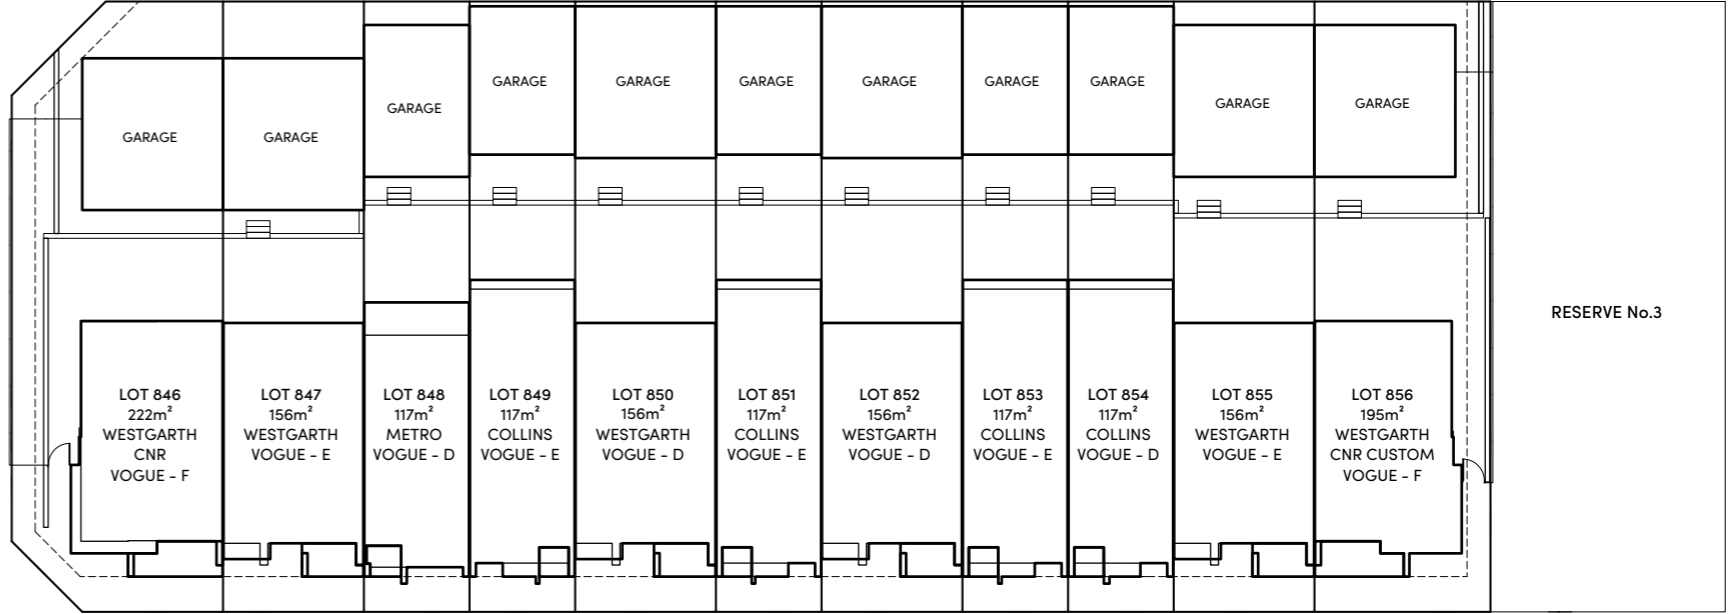 GARAGE
GARAGE
GARAGE
GARAGE
GARAGE
GARAGE
GARAGE
GARAGE
GARAGE
GARAGE
GARAGE
RESERVE No.3
LOT 846
222m²
WESTGARTH
CNR
VOGUE - F
LOT 847
156m²
WESTGARTH
VOGUE - E
LOT 848
117m²
METRO
VOGUE - D
LOT 849
117m²
COLLINS
VOGUE - E
LOT 850
156m²
WESTGARTH
VOGUE - D
LOT 851
117m²
COLLINS
VOGUE - E
LOT 852
156m²
WESTGARTH
VOGUE - D
LOT 853
117m²
COLLINS
VOGUE - E
LOT 854
117m²
COLLINS
VOGUE - D
LOT 855
156m²
WESTGARTH
VOGUE - E
LOT 856
195m²
WESTGARTH
CNR CUSTOM
VOGUE - F